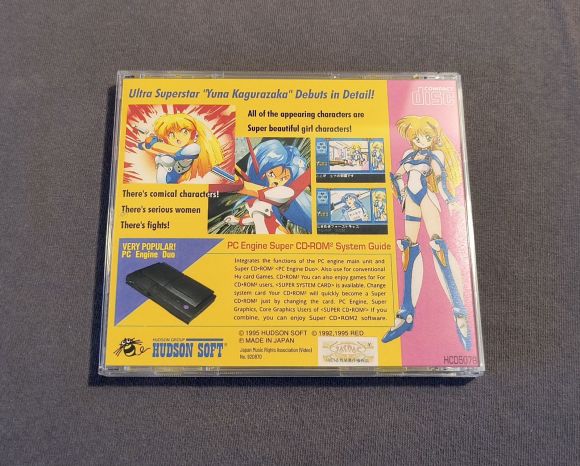 Ultra Superstar "Yuna Kagurazaka" Debuts in Detail!
COMPACT
disc
All of the appearing characters are
Super beautiful girl characters!
There's comical characters!
There's serious women
There's fights!
VERY POPULAR!
PC Engine Duo
PC Engine Super CD•ROM² System Guide
Integrates the functions of the PC engine main unit and
Super CD•ROM² <PC Engine Duo>. Also use for conventional
Hu card Games, CD•ROM². You can also enjoy games for For
CD•ROM² users, <SUPER SYSTEM CARD> is available. Change
system card Your CD•ROM² will quickly become a Super
CD•ROM² just by changing the card. PC Engine, Super
Graphics, Core Graphics Users of <SUPER CD•ROM²> If you
combine, you can enjoy Super CD•ROM2 software.
HUDSON GROUP
HUDSON SOFT
© 1995 HUDSON SOFT © 1992,1995 RED
Ⓟ MADE IN JAPAN
Japan Music Rights Association (Video)
No. 920870
HCD5078